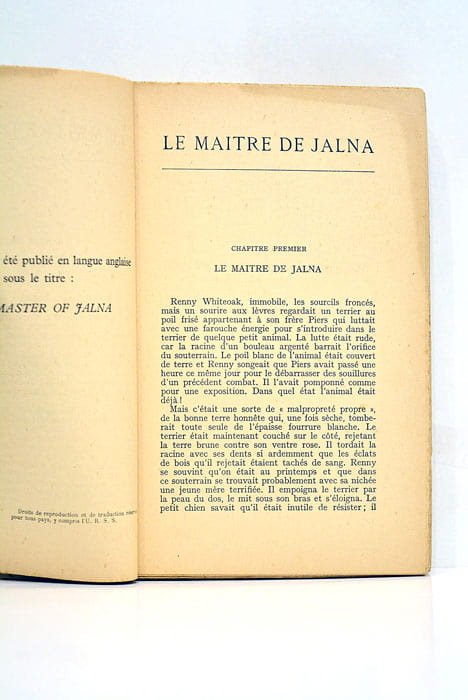 été publié en langue anglaise
sous le titre :
MASTER OF JALNA
Droits de reproduction et de traduction
pour tous pays, y compris l'U. R. S. S.
LE MAITRE DE JALNA
CHAPITRE PREMIER
LE MAITRE DE JALNA
Renny Whiteoak, immobile, les sourcils froncés,
mais un sourire aux lèvres regardait un terrier au
poil frisé appartenant à son frère Piers qui luttait
avec une farouche énergie pour s'introduire dans le
terrier de quelque petit animal. La lutte était rude,
car la racine d'un bouleau argenté barrait l'orifice
du souterrain. Le poil blanc de l'animal était couvert
de terre et Renny songeait que Piers avait passé une
heure ce même jour pour le débarrasser des souillures
d'un précédent combat. Il l'avait pomponné comme
pour une exposition. Dans quel état l'animal était
déjà !
Mais c'était une sorte de « malpropreté propre »,
de la bonne terre honnête qui, une fois sèche, tombe-
rait toute seule de l'épaisse fourrure blanche. Le
terrier était maintenant couché sur le côté, rejetant
la terre brune contre son ventre rose. Il tordait la
racine avec ses dents si ardemment que les éclats
de bois qu'il rejetait étaient tachés de sang. Renny
se souvint qu'on était au printemps et que dans
ce souterrain se trouvait probablement avec sa nichée
une jeune mère terrifiée. Il empoigna le terrier par
la peau du dos, le mit sous son bras et s'éloigna. Le
petit chien savait qu'il était inutile de résister ; il